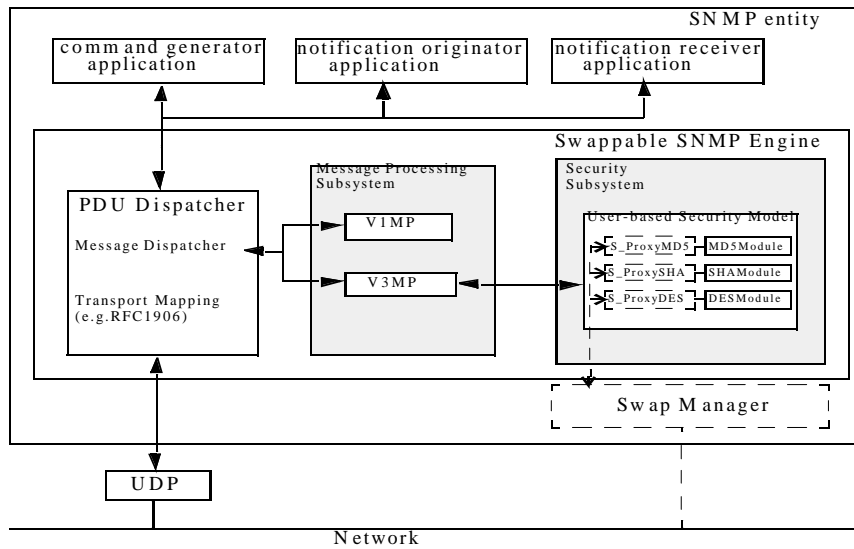 SNMP entity
command generator
application
notification originator
application
notification receiver
application
Swappable SNMP Engine
Message Processing
Subsystem
Security
Subsystem
PDU Dispatcher
Message Dispatcher
Transport Mapping
(e.g.RFC1906)
V1MP
V3MP
User-based Security Model
S_ProxyMD5 MD5Module
S_ProxySHA SHAModule
S_ProxyDES DESModule
Swap Manager
UDP
Network